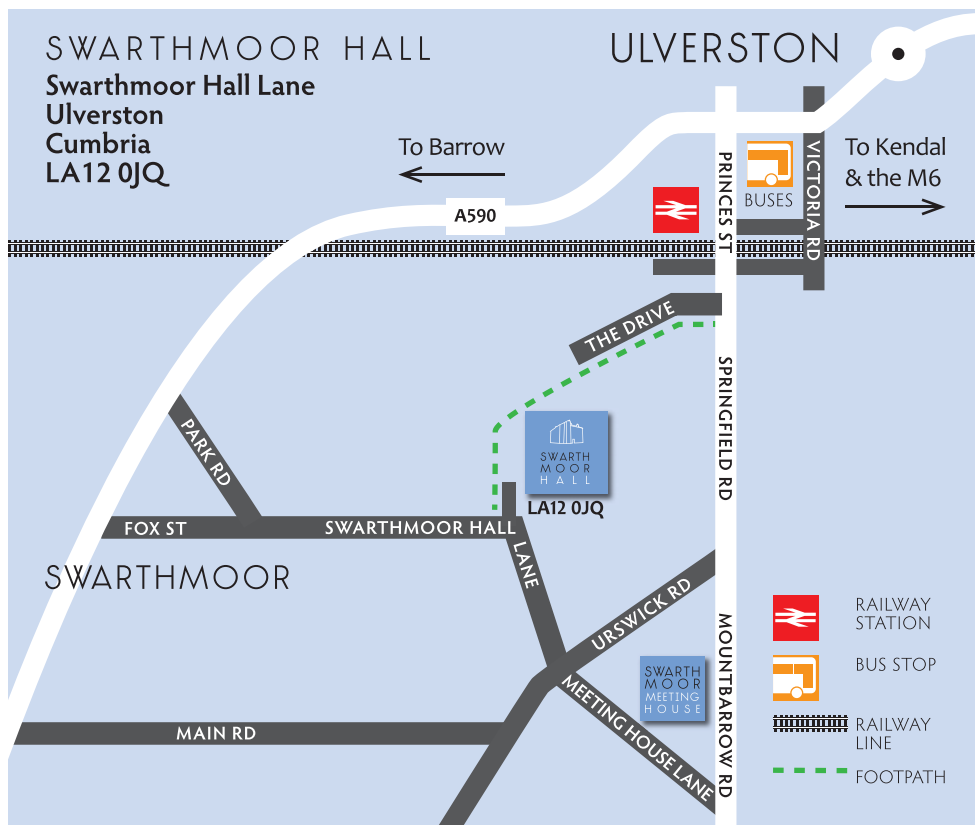 SWARTHMOOR HALL
Swarthmoor Hall Lane
Ulverston
Cumbria
LA12 0JQ
ULVERSTON
To Barrow
To Kendal
& the M6
A590
BUSES
PRINCES ST
VICTORIA RD
THE DRIVE
SPRINGFIELD RD
PARK RD
SWARTH
MOOR
HALL
LA12 0JQ
FOX ST
SWARTHMOOR HALL
LANE
SWARTHMOOR
URSWICK RD
MOUNTBARROW RD
SWARTH
MOOR
MEETING
HOUSE
MEETING HOUSE LANE
MAIN RD
RAILWAY
STATION
BUS STOP
RAILWAY
LINE
FOOTPATH